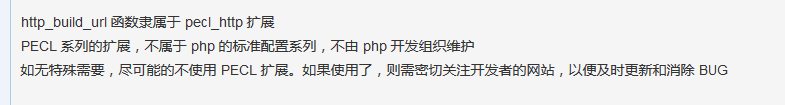 http_build_url 函数隶属于 pecl_http 扩展
PECL 系列的扩展，不属于 php 的标准配置系列，不由 php 开发组织维护
如无特殊需要，尽可能的不使用 PECL 扩展。如果使用了，则需密切关注开发者的网站，以便及时更新和消除 BUG